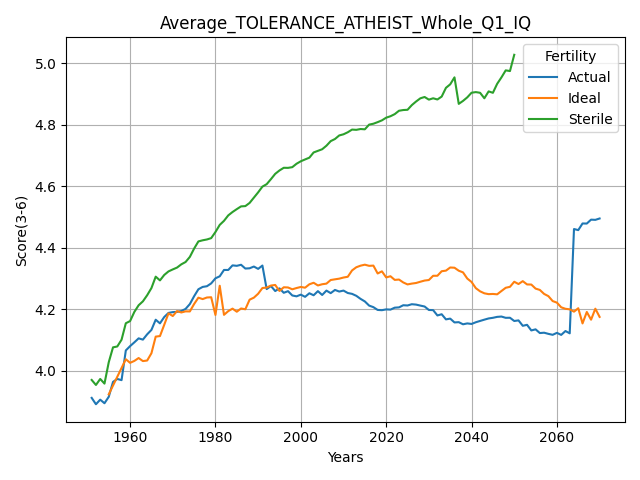 Average_TOLERANCE_ATHEIST_Whole_Q1_IQ
Score(3-6)
5.0
4.8
4.6
4.4
4.2
4.0
Fertility
Actual
Ideal
Sterile
1960
1980
2000
2020
2040
2060
Years